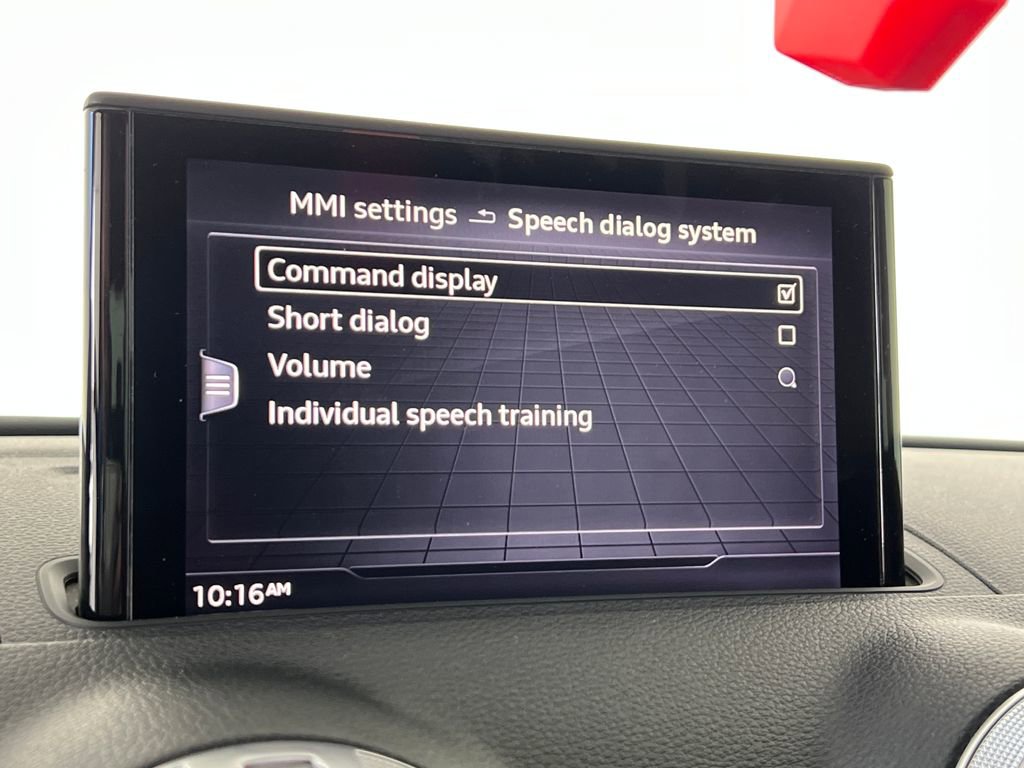 MMI settings Speech dialog system
Command display
Short dialog
Volume
Individual speech training
10:16AM